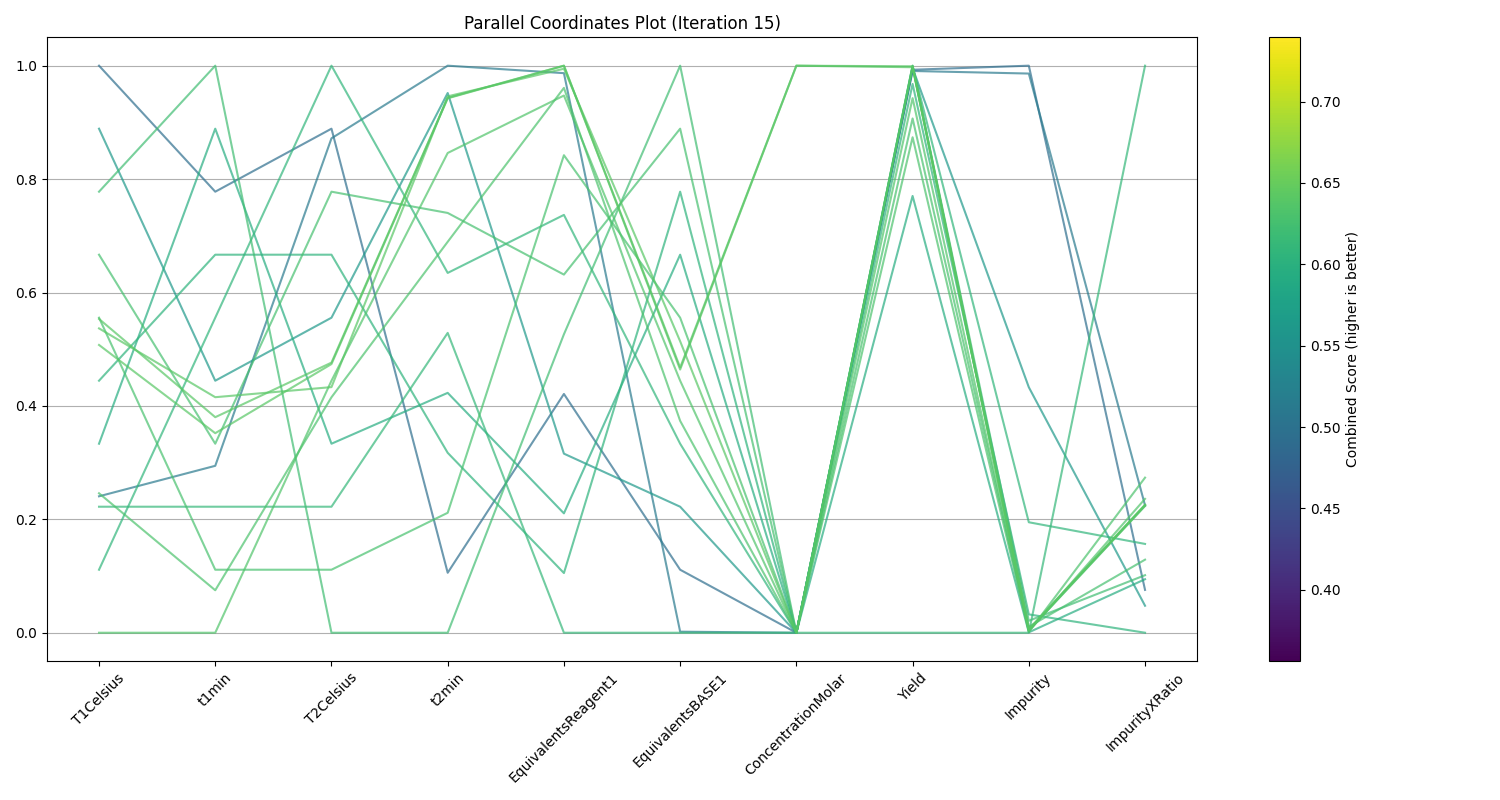 Parallel Coordinates Plot (Iteration 15)
1.0
0.8
0.6
0.4
0.2
0.0
T1Celsius
t1min
T2Celsius
t2min
EquivalentsReagent1
EquivalentsBASE1
ConcentrationMolar
Yield
Impurity
ImpurityXRatio
0.70
0.65
0.60
0.55
0.50
0.45
0.40
Combined Score (higher is better)